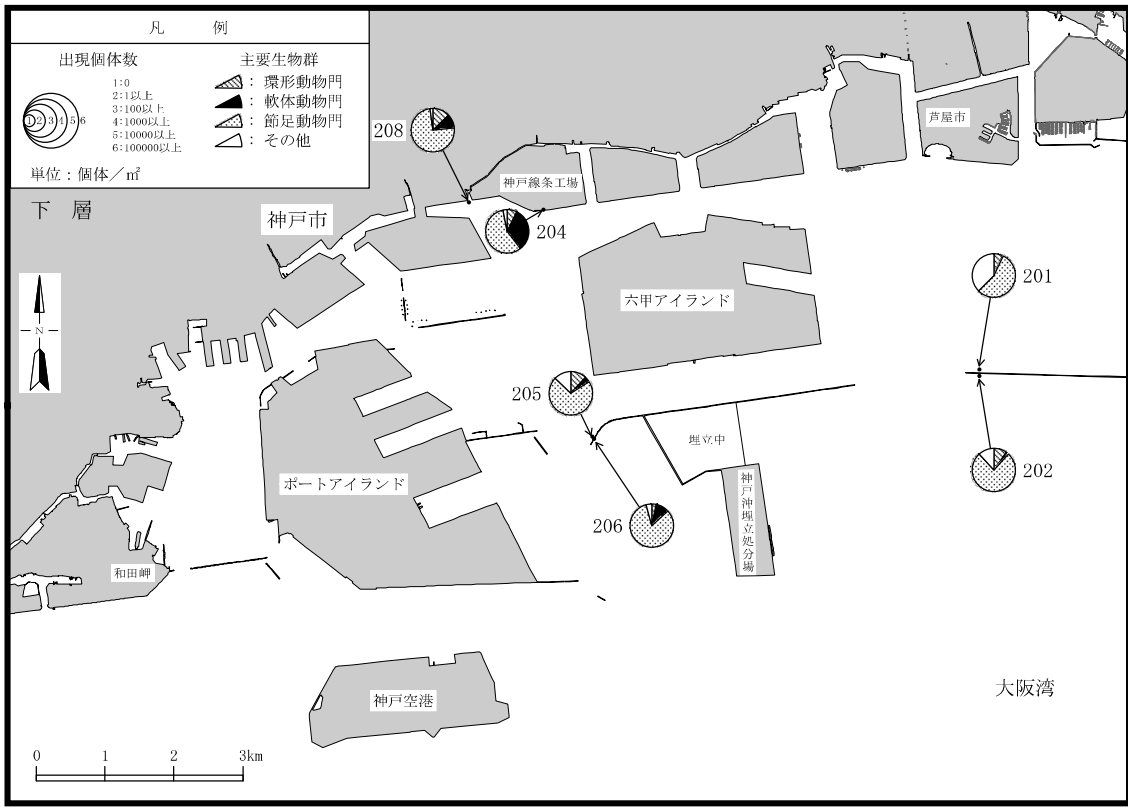 凡 例
出現個体数
1:0
2:1以上
3:100以上
4:1000以上
5:10000以上
6:100000以上
1 2 3 4 5 6
単位：個体／㎡
主要生物群
：環形動物門
：軟体動物門
：節足動物門
：その他
下 層
208
芦屋市
神戸線条工場
神戸市
204
201
六甲アイランド
N
205
埋立中
ポートアイランド
神戸沖埋立処分場
202
206
和田岬
神戸空港
大阪湾
0 1 2 3km